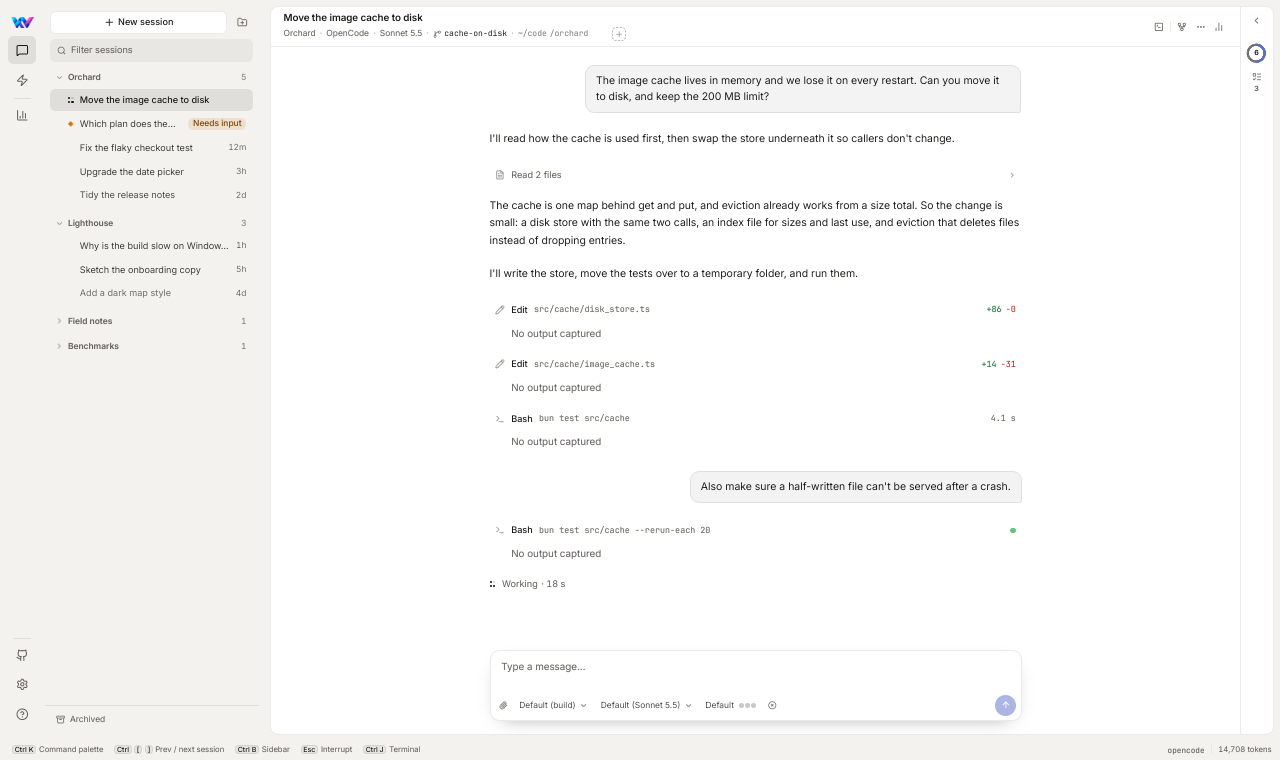 New session
Filter sessions
Orchard 5
Move the image cache to disk
Which plan does the... Needs input
Fix the flaky checkout test 12m
Upgrade the date picker 3h
Tidy the release notes 2d
Lighthouse 3
Why is the build slow on Window... 1h
Sketch the onboarding copy 5h
Add a dark map style 4d
Field notes 1
Benchmarks 1
Archived
Move the image cache to disk
Orchard · OpenCode · Sonnet 5.5 · cache-on-disk · ~/code/orchard
The image cache lives in memory and we lose it on every restart. Can you move it
to disk, and keep the 200 MB limit?
I'll read how the cache is used first, then swap the store underneath it so callers don't change.
Read 2 files
The cache is one map behind get and put, and eviction already works from a size total. So the change is
small: a disk store with the same two calls, an index file for sizes and last use, and eviction that deletes files
instead of dropping entries.
I'll write the store, move the tests over to a temporary folder, and run them.
Edit src/cache/disk_store.ts +86 -0
No output captured
Edit src/cache/image_cache.ts +14 -31
No output captured
Bash bun test src/cache 4.1 s
No output captured
Also make sure a half-written file can't be served after a crash.
Bash bun test src/cache --rerun-each 20
No output captured
Working · 18 s
Type a message...
Default (build) Default (Sonnet 5.5) Default
6
3
Ctrl K Command palette Ctrl [ ] Prev / next session Ctrl B Sidebar Esc Interrupt Ctrl J Terminal
opencode 14,708 tokens